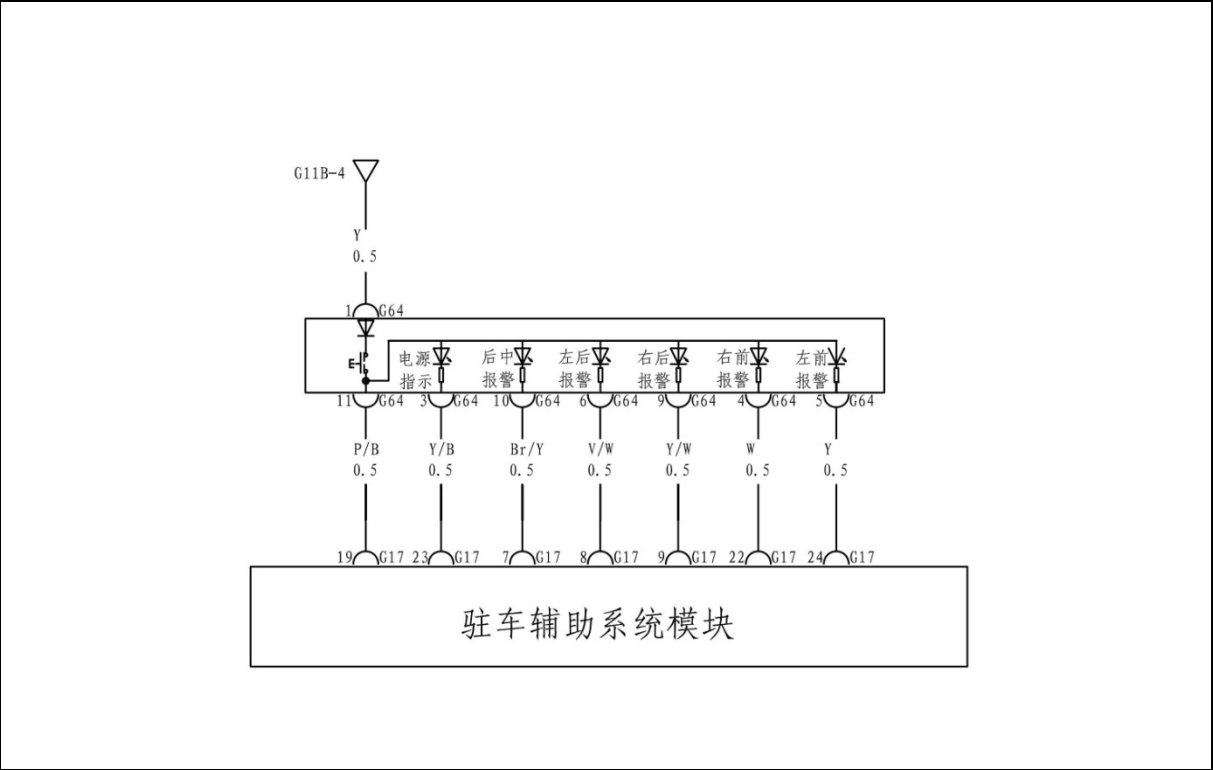 G11B-4
Y
0.5
1 G64
电源 后中 左后 右后 右前 左前
指示 报警 报警 报警 报警 报警
11 G64 3 G64 10 G64 6 G64 9 G64 4 G64 5 G64
P/B Y/B Br/Y V/W Y/W W Y
0.5 0.5 0.5 0.5 0.5 0.5 0.5
19 G17 23 G17 7 G17 8 G17 9 G17 22 G17 24 G17
驻车辅助系统模块